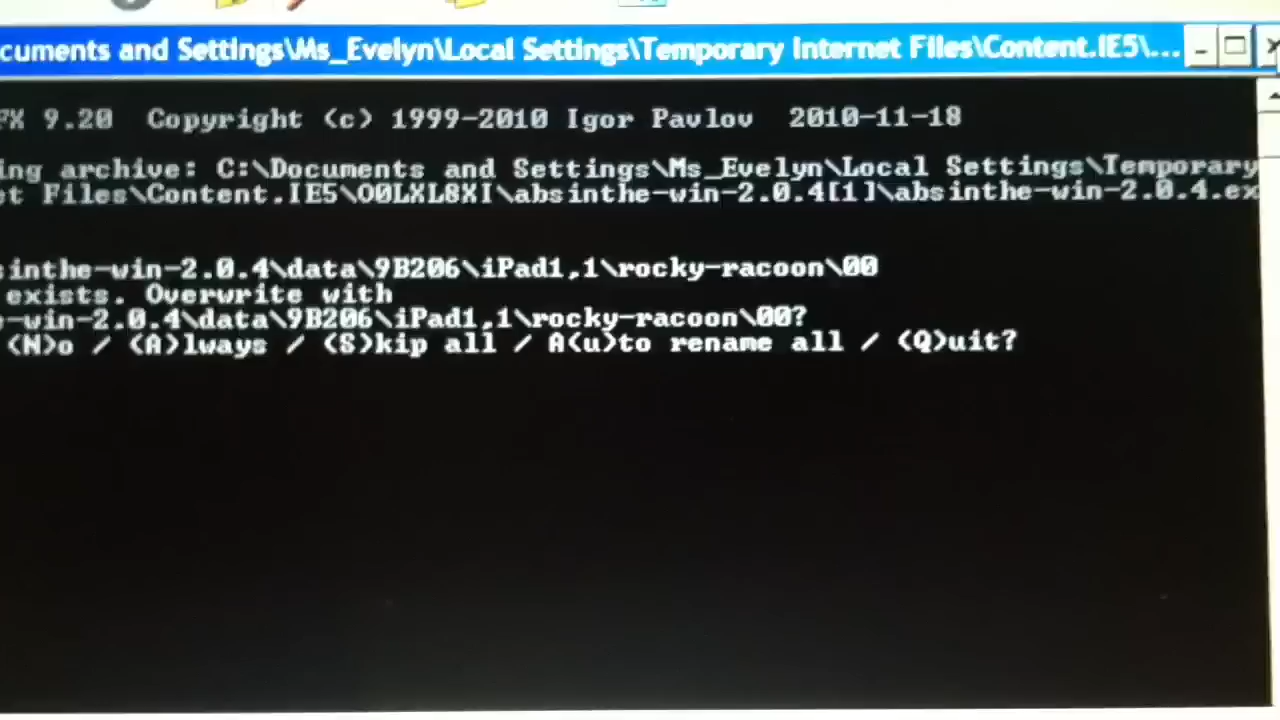 cuments and Settings\Ms_Evelyn\Local Settings\Temporary Internet Files\Content.IE5\...
FX 9.20 Copyright (c) 1999-2010 Igor Pavlov 2010-11-18
ing archive: C:\Documents and Settings\Ms_Evelyn\Local Settings\Temporary
et Files\Content.IE5\O0LXL8XI\absinthe-win-2.0.4[1]\absinthe-win-2.0.4.ex
sinthe-win-2.0.4\data\9B206\iPad1,1\rocky-racoon\00
exists. Overwrite with
e-win-2.0.4\data\9B206\iPad1,1\rocky-racoon\00?
(N)o / (A)lways / (S)kip all / A(u)to rename all / (Q)uit?